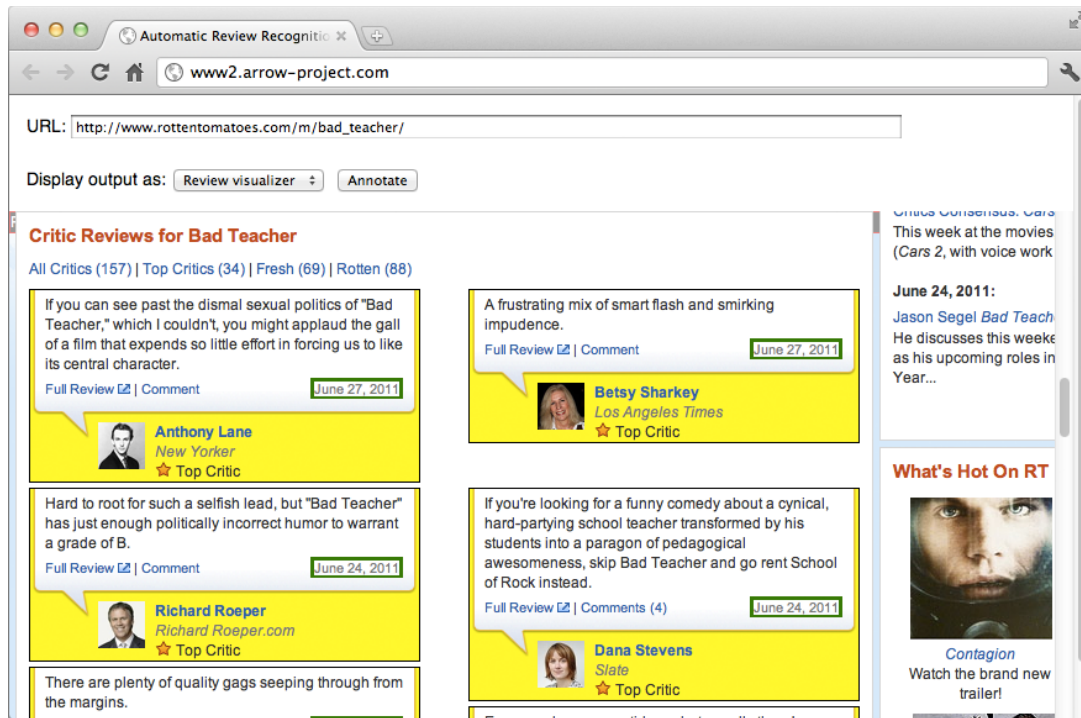 Automatic Review Recognitio
www2.arrow-project.com
URL: http://www.rottentomatoes.com/m/bad_teacher/
Display output as: Review visualizer Annotate
Critic Reviews for Bad Teacher
All Critics (157) | Top Critics (34) | Fresh (69) | Rotten (88)
If you can see past the dismal sexual politics of "Bad
Teacher," which I couldn't, you might applaud the gall
of a film that expends so little effort in forcing us to like
its central character.
Full Review | Comment June 27, 2011
Anthony Lane
New Yorker
Top Critic
A frustrating mix of smart flash and smirking
impudence.
Full Review | Comment June 27, 2011
Betsy Sharkey
Los Angeles Times
Top Critic
Hard to root for such a selfish lead, but "Bad Teacher"
has just enough politically incorrect humor to warrant
a grade of B.
Full Review | Comment June 24, 2011
Richard Roeper
Richard Roeper.com
Top Critic
If you're looking for a funny comedy about a cynical,
hard-partying school teacher transformed by his
students into a paragon of pedagogical
awesomeness, skip Bad Teacher and go rent School
of Rock instead.
Full Review | Comments (4) June 24, 2011
Dana Stevens
Slate
Top Critic
There are plenty of quality gags seeping through from
the margins.
Critics Consensus: Cars
This week at the movies
(Cars 2, with voice work
June 24, 2011:
Jason Segel Bad Teach
He discusses this weeke
as his upcoming roles in
Year...
What's Hot On RT
Contagion
Watch the brand new
trailer!